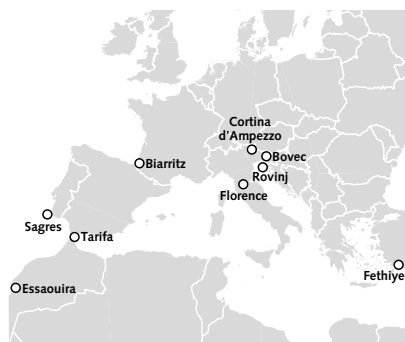 Cortina
d'Ampezzo
Bovec
Biarritz
Rovinj
Florence
Sagres
Tarifa
Fethiye
Essaouira